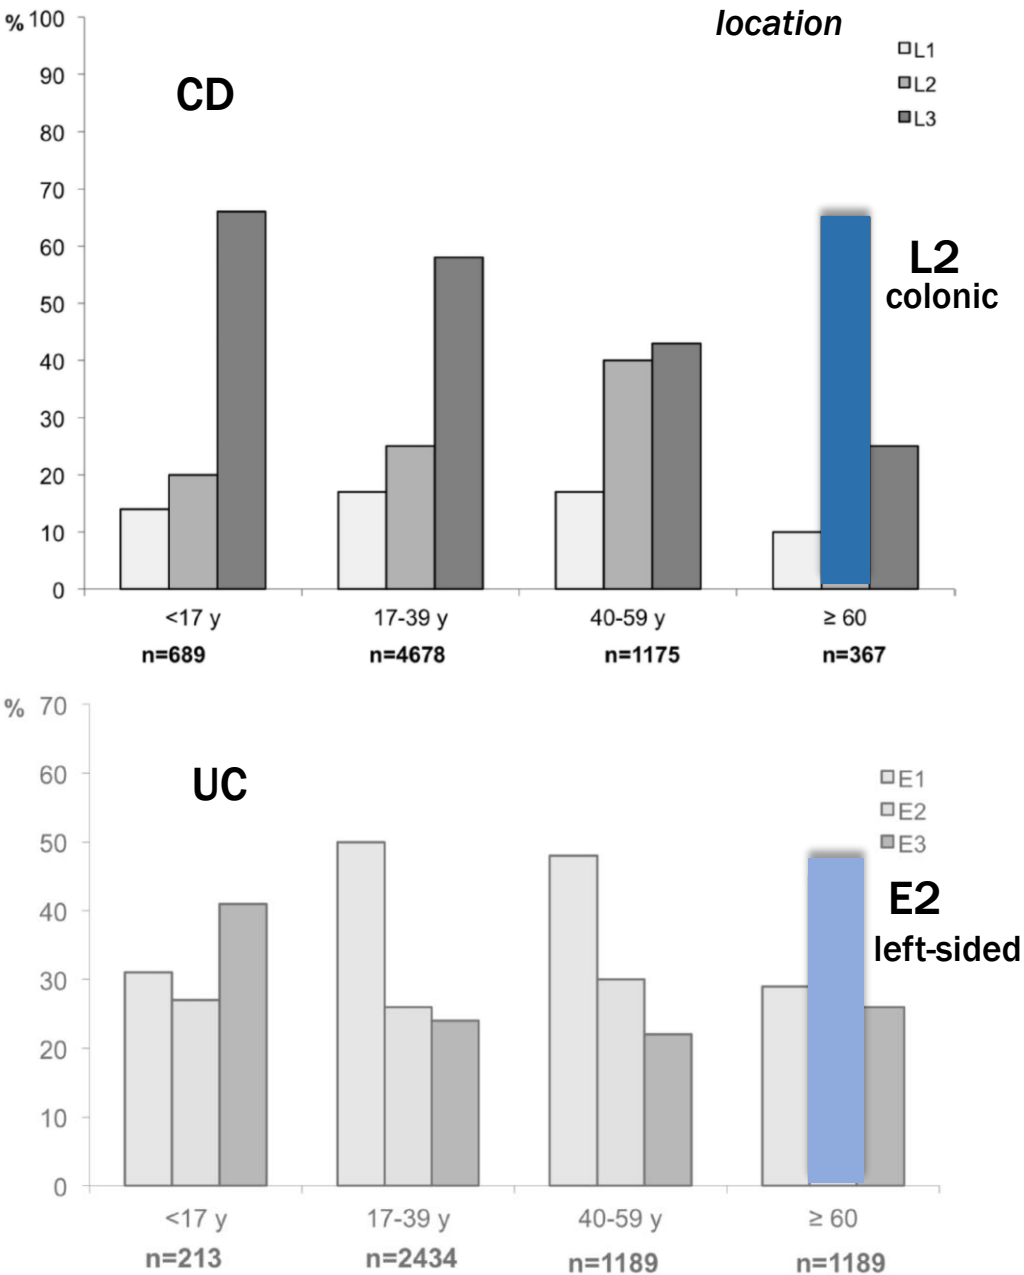 % 100
location
L1
90
CD
L2
80
L3
70
60
L2
50
colonic
40
30
20
10
0
<17 y 17-39 y 40-59 y ≥ 60
n=689 n=4678 n=1175 n=367
% 70
60
UC
E1
E2
50
E3
40
E2
left-sided
30
20
10
0
<17 y 17-39 y 40-59 y ≥ 60
n=213 n=2434 n=1189 n=1189